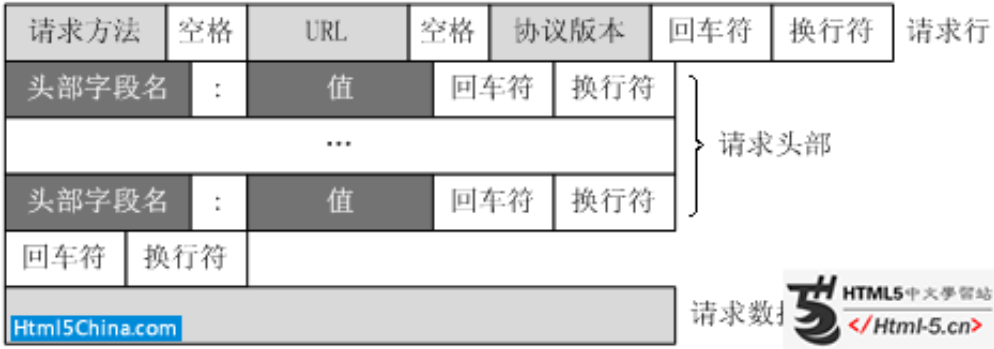 请求方法 空格 URL 空格 协议版本 回车符 换行符 请求行
头部字段名 : 值 回车符 换行符
... 请求头部
头部字段名 : 值 回车符 换行符
回车符 换行符
请求数
Html5China.com
HTML5中文學習站
</Html-5.cn>